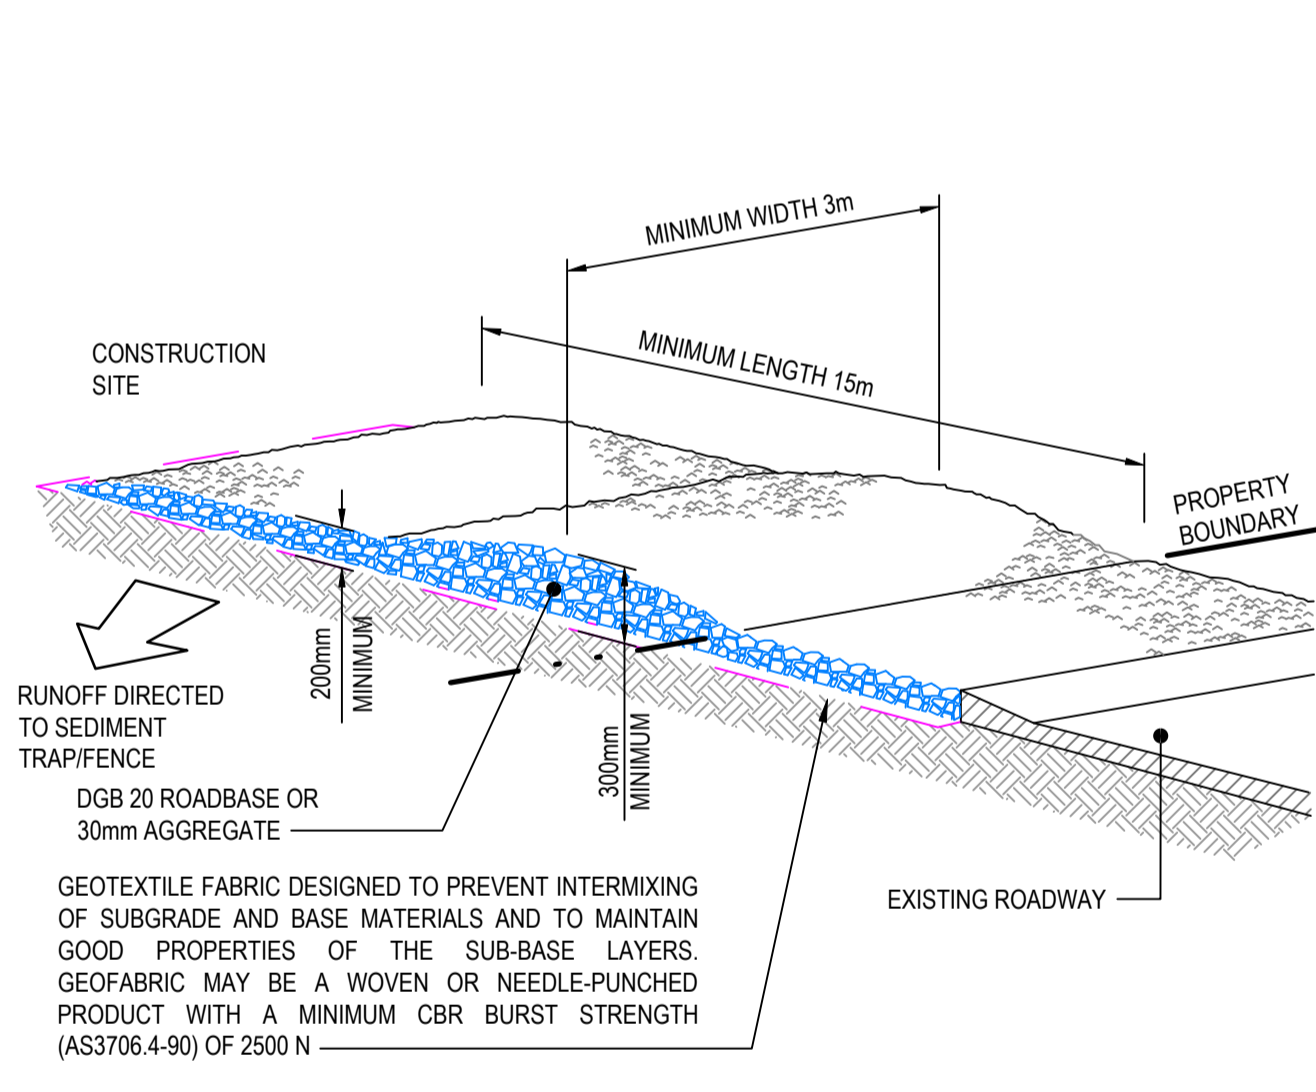 MINIMUM WIDTH 3m
MINIMUM LENGTH 15m
CONSTRUCTION
SITE
PROPERTY
BOUNDARY
200mm
MINIMUM
300mm
MINIMUM
RUNOFF DIRECTED
TO SEDIMENT
TRAP/FENCE
DGB 20 ROADBASE OR
30mm AGGREGATE
GEOTEXTILE FABRIC DESIGNED TO PREVENT INTERMIXING
OF SUBGRADE AND BASE MATERIALS AND TO MAINTAIN
GOOD PROPERTIES OF THE SUB-BASE LAYERS.
GEOFABRIC MAY BE A WOVEN OR NEEDLE-PUNCHED
PRODUCT WITH A MINIMUM CBR BURST STRENGTH
(AS3706.4-90) OF 2500 N
EXISTING ROADWAY